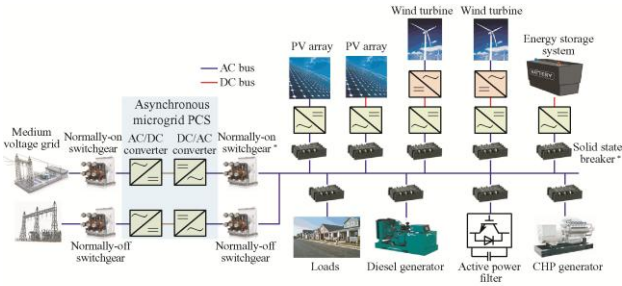 AC bus
DC bus
PV array
PV array
Wind turbine
Wind turbine
Energy storage
system
Asynchronous
microgrid PCS
Medium
voltage grid
Normally-on
switchgear
AC/DC
converter
DC/AC
converter
Normally-on
switchgear*
Solid state
breaker*
Normally-off
switchgear
Normally-off
switchgear
Loads
Diesel generator
Active power
filter
CHP generator